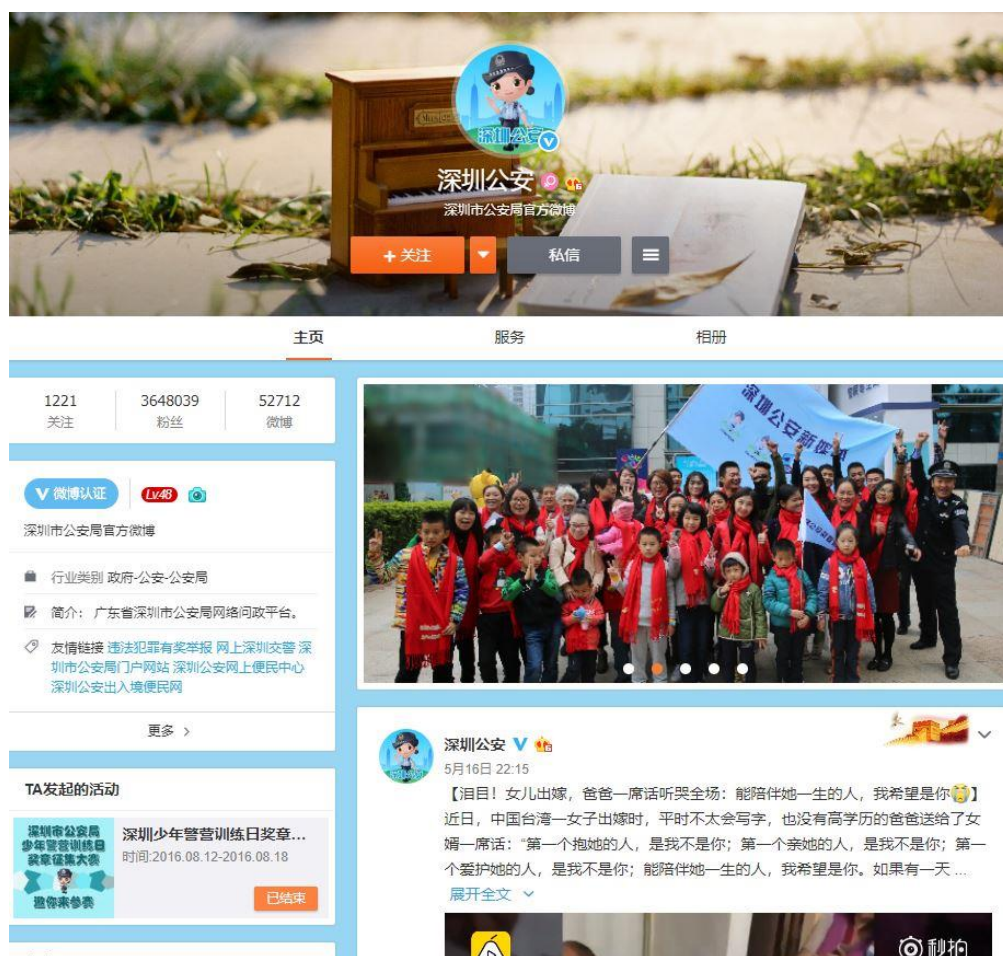 深圳公安
深圳公安
深圳市公安局官方微博
+关注
私信
主页 服务 相册
1221 3648039 52712
关注 粉丝 微博
深圳公安新媒体
V 微博认证
LV.48
深圳市公安局官方微博
行业类别 政府-公安-公安局
简介： 广东省深圳市公安局网络问政平台。
友情链接 违法犯罪有奖举报 网上深圳交警 深
圳市公安局门户网站 深圳公安网上便民中心
深圳公安出入境便民网
更多 >
TA发起的活动
深圳市公安局
少年警营训练日
奖章征集大赛
邀你来参赛
深圳少年警营训练日奖章...
时间:2016.08.12-2016.08.18
已结束
深圳公安 V
5月16日 22:15
【泪目！女儿出嫁，爸爸一席话听哭全场：能陪伴她一生的人，我希望是你】
近日，中国台湾一女子出嫁时，平时不太会写字，也没有高学历的爸爸送给了女
婿一席话：“第一个抱她的人，是我不是你；第一个亲她的人，是我不是你；第一
个爱护她的人，是我不是你；能陪伴她一生的人，我希望是你。如果有一天 ...
展开全文
秒拍